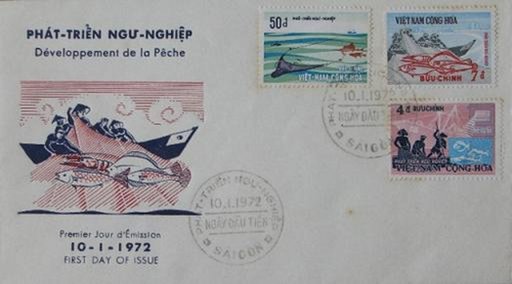 PHÁT-TRIỂN NGƯ-NGHIỆP
Développement de la Pêche
Premier Jour d'Émission
10-1-1972
FIRST DAY OF ISSUE
PHÁT-TRIỂN NGƯ-NGHIỆP
10.1.1972
NGÀY ĐẦU TIÊN
SAIGON
50đ
PHÁT-TRIỂN NGƯ-NGHIỆP
VIỆT-NAM CỘNG-HÒA
VIỆT-NAM CỘNG HÒA
BƯU-CHÍNH
7đ
PHÁT-TRIỂN
10.1.1972
NGÀY ĐẦU
SAIGON
4đ BƯU CHÍNH
PHÁT TRIỂN NGƯ NGHIỆP
VIỆT-NAM CỘNG-HÒA